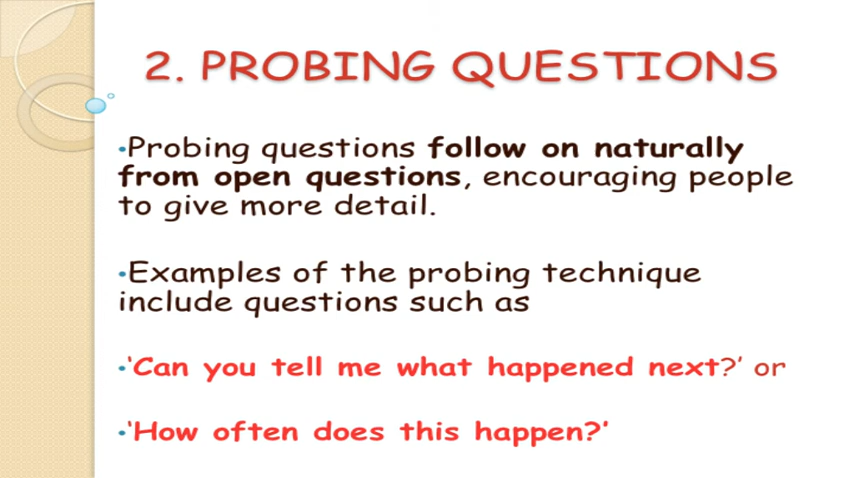 2. PROBING QUESTIONS
•Probing questions follow on naturally
from open questions, encouraging people
to give more detail.
•Examples of the probing technique
include questions such as
•‘Can you tell me what happened next?’ or
•‘How often does this happen?’